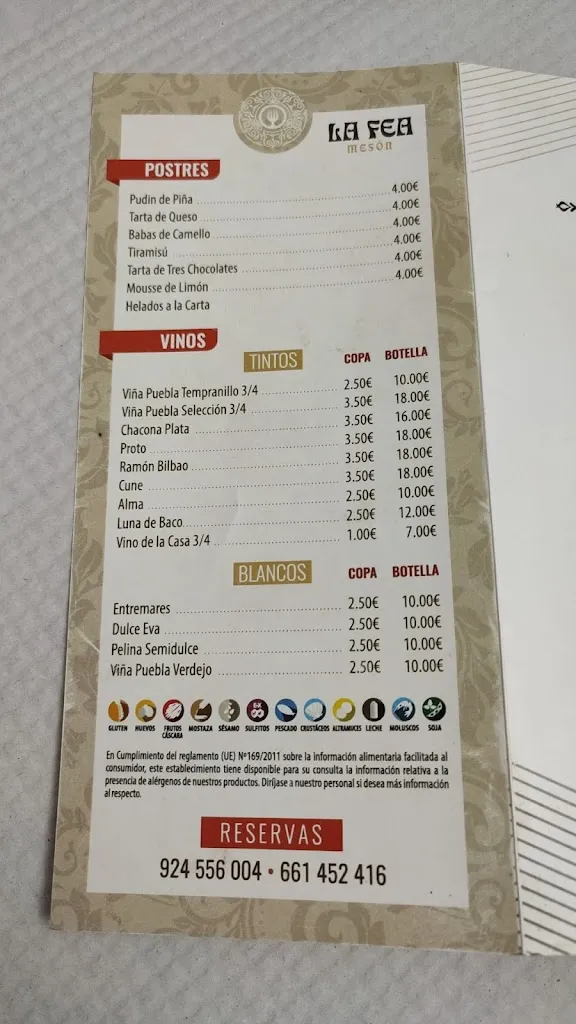 LA FEA
MESÓN
POSTRES
Pudin de Piña 4.00€
Tarta de Queso 4.00€
Babas de Camello 4.00€
Tiramisú 4.00€
Tarta de Tres Chocolates 4.00€
Mousse de Limón 4.00€
Helados a la Carta
VINOS
TINTOS COPA BOTELLA
Viña Puebla Tempranillo 3/4 2.50€ 10.00€
Viña Puebla Selección 3/4 3.50€ 18.00€
Chacona Plata 3.50€ 16.00€
Proto 3.50€ 18.00€
Ramón Bilbao 3.50€ 18.00€
Cune 3.50€ 18.00€
Alma 2.50€ 10.00€
Luna de Baco 2.50€ 12.00€
Vino de la Casa 3/4 1.00€ 7.00€
BLANCOS COPA BOTELLA
Entremares 2.50€ 10.00€
Dulce Eva 2.50€ 10.00€
Pelina Semidulce 2.50€ 10.00€
Viña Puebla Verdejo 2.50€ 10.00€
GLUTEN HUEVOS FRUTOS CÁSCARA MOSTAZA SÉSAMO SULFITOS PESCADO CRUSTÁCEOS ALTRAMUCES LECHE MOLUSCOS SOJA
En Cumplimiento del reglamento (UE) Nº169/2011 sobre la información alimentaria facilitada al
consumidor, este establecimiento tiene disponible para su consulta la información relativa a la
presencia de alérgenos de nuestros productos. Diríjase a nuestro personal si desea más información
al respecto.
RESERVAS
924 556 004 • 661 452 416